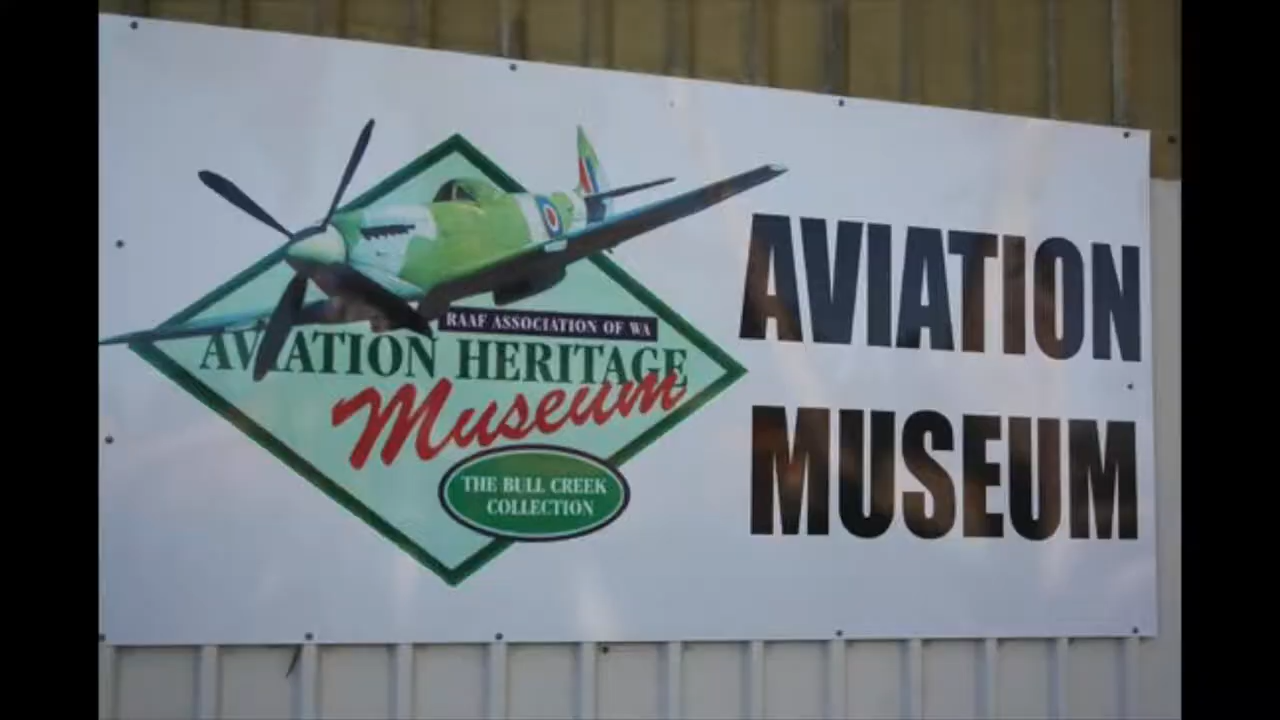 RAAF ASSOCIATION OF WA
AVIATION HERITAGE
Museum
THE BULL CREEK
COLLECTION
AVIATION
MUSEUM